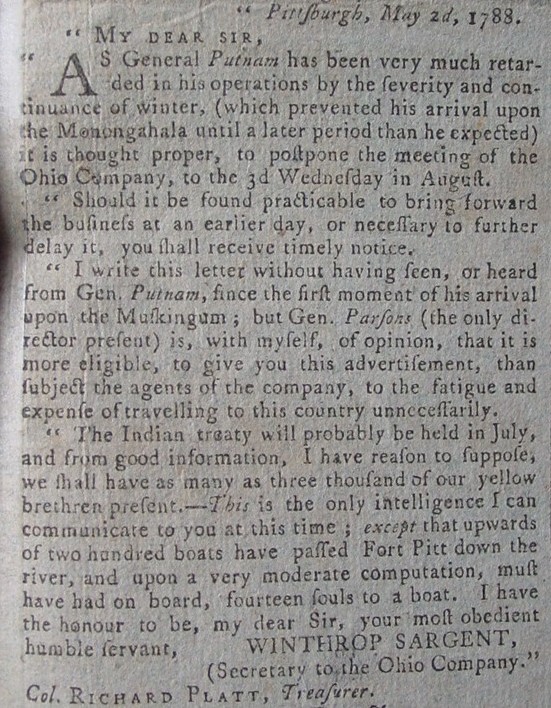 “ Pittſburgh, May 2d, 1788.
“ MY DEAR SIR,
“ AS General Putnam has been very much retar-
ded in his operations by the ſeverity and con-
tinuance of winter, (which prevented his arrival upon
the Monongahala until a later period than he expected)
it is thought proper, to poſtpone the meeting of the
Ohio Company, to the 3d Wedneſday in Auguſt.
“ Should it be found practicable to bring forward
the buſineſs at an earlier day, or neceſſary to further
delay it, you ſhall receive timely notice.
“ I write this letter without having ſeen, or heard
from Gen. Putnam, ſince the firſt moment of his arrival
upon the Muſkingum ; but Gen. Parſons (the only di-
rector preſent) is, with myſelf, of opinion, that it is
more eligible, to give you this advertiſement, than
ſubject the agents of the company, to the fatigue and
expenſe of travelling to this country unneceſſarily.
“ The Indian treaty will probably be held in July,
and from good information, I have reaſon to ſuppoſe,
we ſhall have as many as three thouſand of our yellow
brethren preſent.—This is the only intelligence I can
communicate to you at this time ; except that upwards
of two hundred boats have paſſed Fort Pitt down the
river, and upon a very moderate computation, muſt
have had on board, fourteen ſouls to a boat. I have
the honour to be, my dear Sir, your moſt obedient
humble ſervant, WINTHROP SARGENT,
(Secretary to the Ohio Company.”
Col. RICHARD PLATT, Treaſurer.